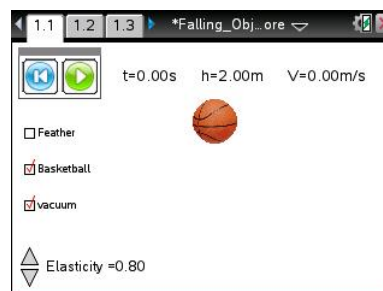 1.1 1.2 1.3 *Falling_Obj...ore
t=0.00s h=2.00m V=0.00m/s
Feather
Basketball
vacuum
Elasticity =0.80